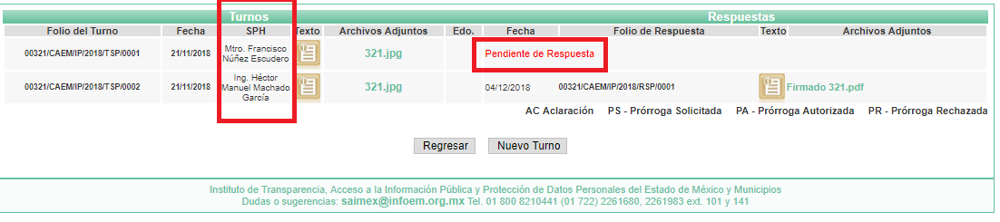 Turnos Respuestas
Folio del Turno Fecha SPH Texto Archivos Adjuntos Edo. Fecha Folio de Respuesta Texto Archivos Adjuntos
00321/CAEM/IP/2018/TSP/0001 21/11/2018 Mtro. Francisco Núñez Escudero 321.jpg Pendiente de Respuesta
00321/CAEM/IP/2018/TSP/0002 21/11/2018 Ing. Héctor Manuel Machado García 321.jpg 04/12/2018 00321/CAEM/IP/2018/RSP/0001 Firmado 321.pdf
AC Aclaración PS - Prórroga Solicitada PA - Prórroga Autorizada PR - Prórroga Rechazada
Regresar Nuevo Turno
Instituto de Transparencia, Acceso a la Información Pública y Protección de Datos Personales del Estado de México y Municipios
Dudas o sugerencias: saimex@infoem.org.mx Tel. 01 800 8210441 (01 722) 2261680, 2261983 ext. 101 y 141